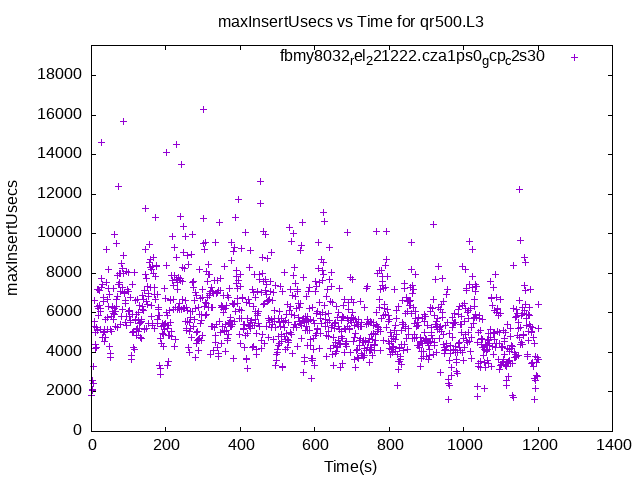 maxInsertUsecs vs Time for qr500.L3
fbmy8032rel221222.cza1ps0gcpc2s30
18000
16000
14000
12000
10000
8000
6000
4000
2000
0
maxInsertUsecs
0 200 400 600 800 1000 1200 1400
Time(s)